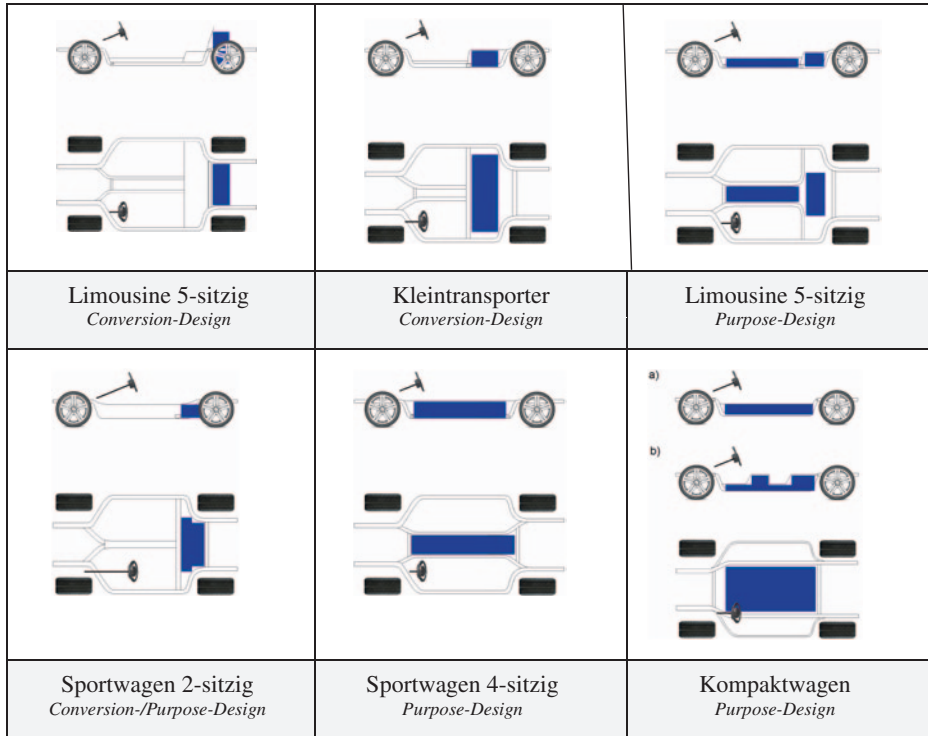 Limousine 5-sitzig
Conversion-Design
Kleintransporter
Conversion-Design
Limousine 5-sitzig
Purpose-Design
a)
b)
Sportwagen 2-sitzig
Conversion-/Purpose-Design
Sportwagen 4-sitzig
Purpose-Design
Kompaktwagen
Purpose-Design